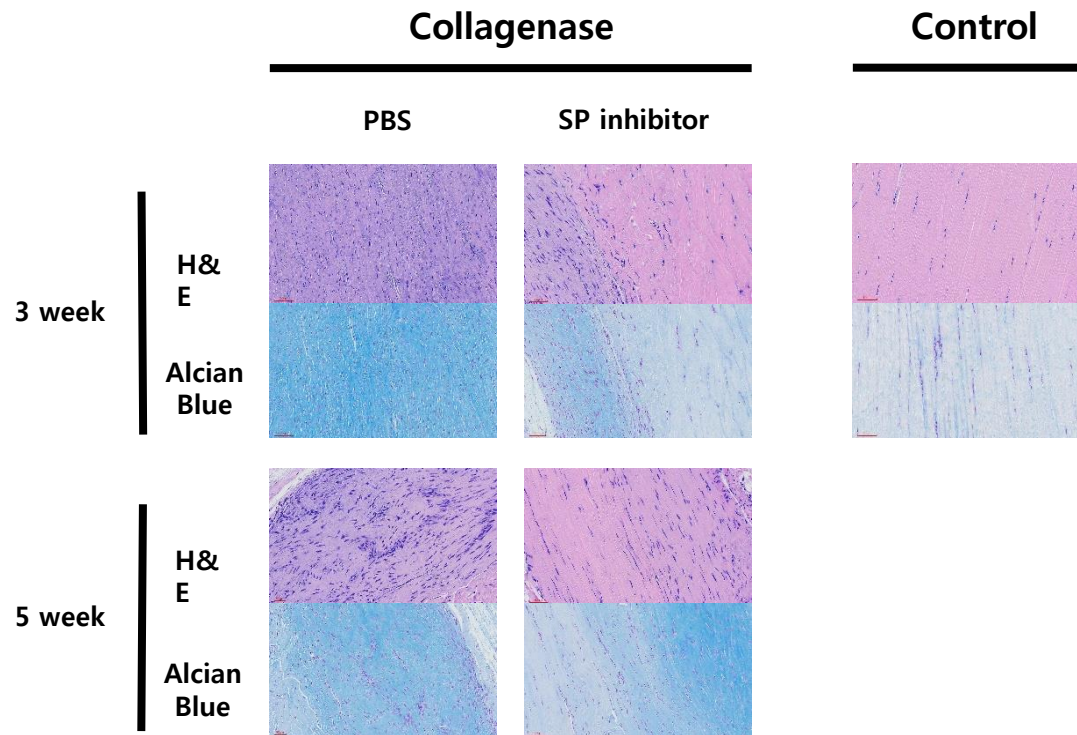 Collagenase
Control
PBS
SP inhibitor
3 week
H&
E
Alcian
Blue
5 week
H&
E
Alcian
Blue